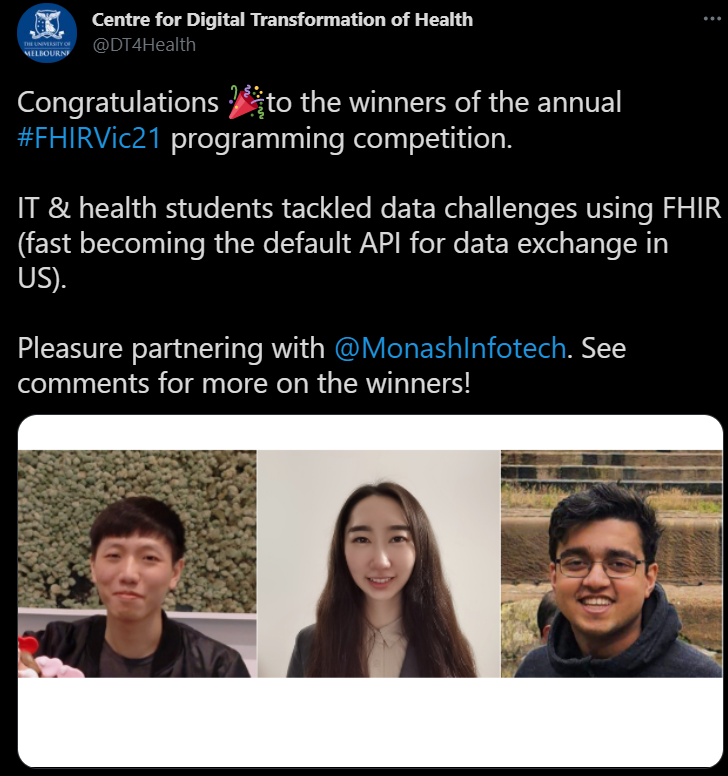 Centre for Digital Transformation of Health
@DT4Health
THE UNIVERSITY OF
MELBOURNE
Congratulations 🎉to the winners of the annual
#FHIRVic21 programming competition.
IT & health students tackled data challenges using FHIR
(fast becoming the default API for data exchange in
US).
Pleasure partnering with @MonashInfotech. See
comments for more on the winners!